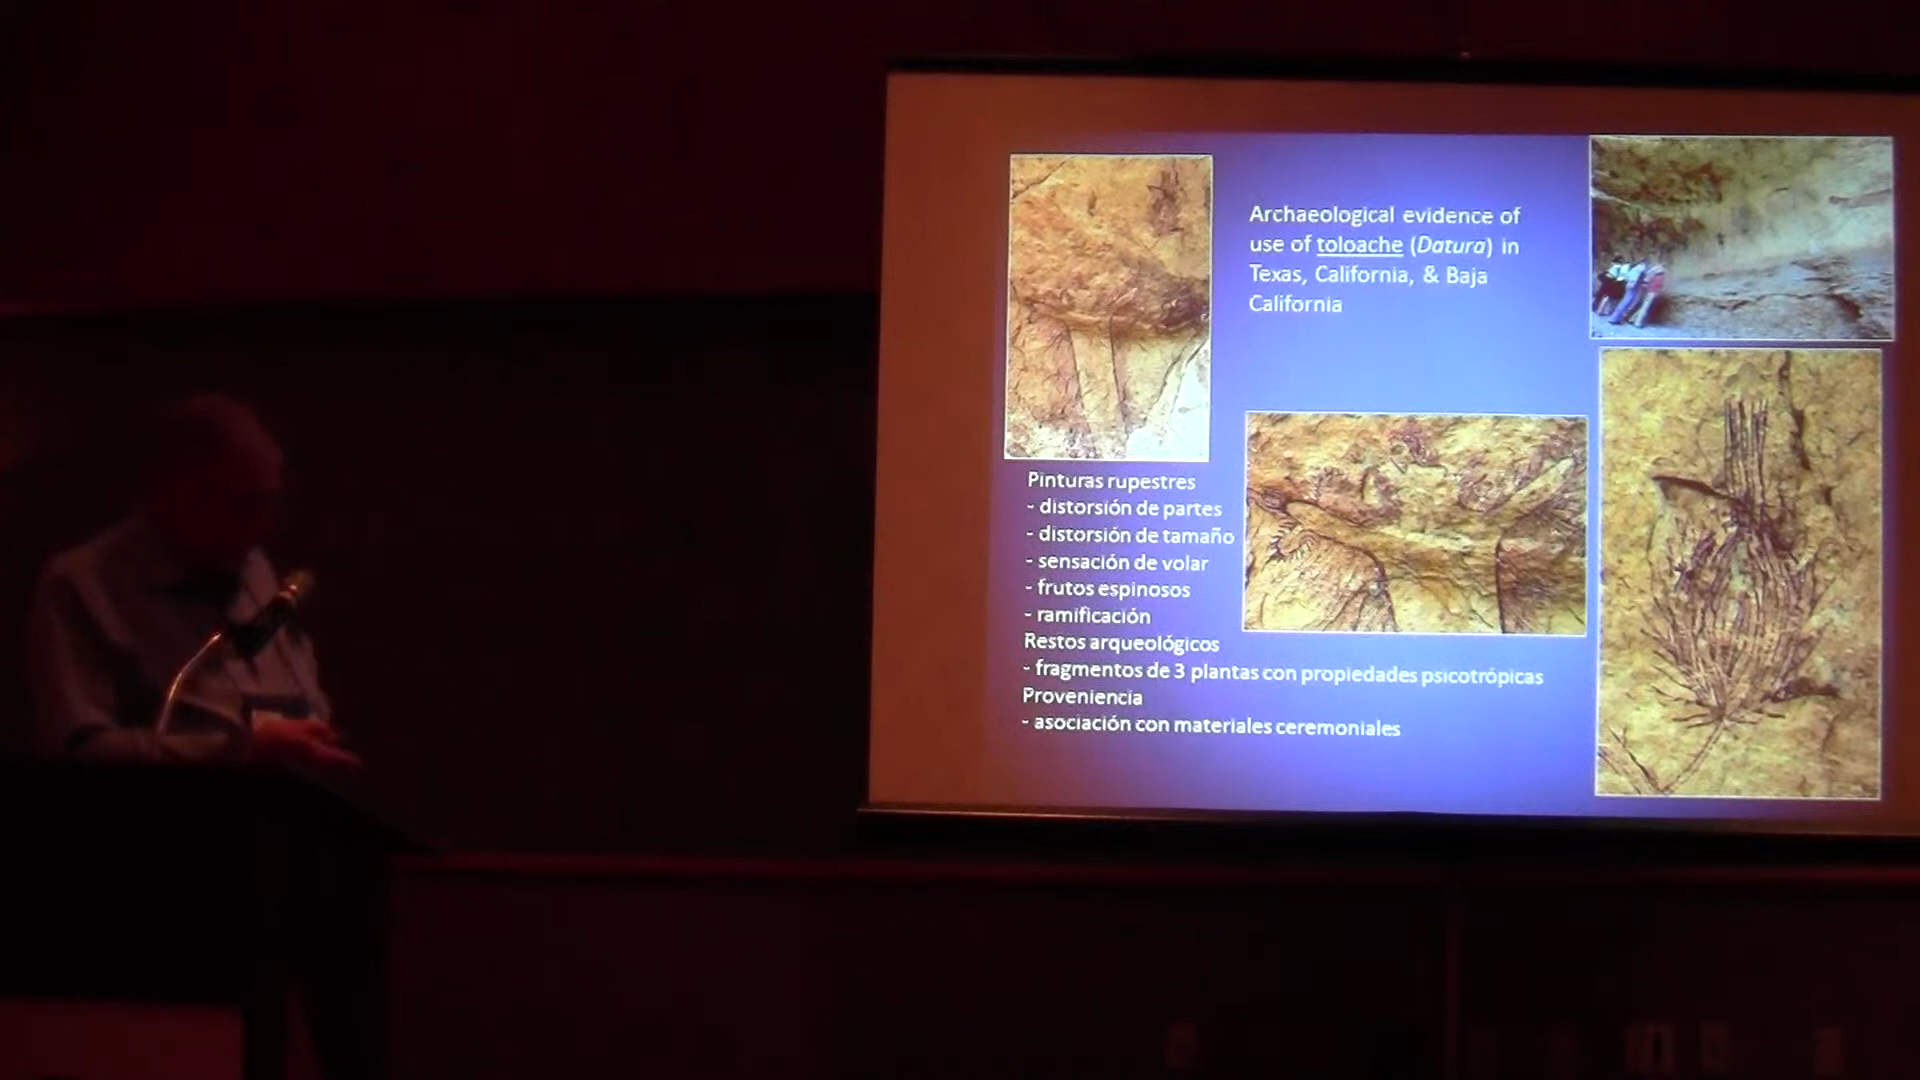 Archaeological evidence of
use of toloache (Datura) in
Texas, California, & Baja
California
Pinturas rupestres
- distorsión de partes
- distorsión de tamaño
- sensación de volar
- frutos espinosos
- ramificación
Restos arqueológicos
- fragmentos de 3 plantas con propiedades psicotrópicas
Proveniencia
- asociación con materiales ceremoniales